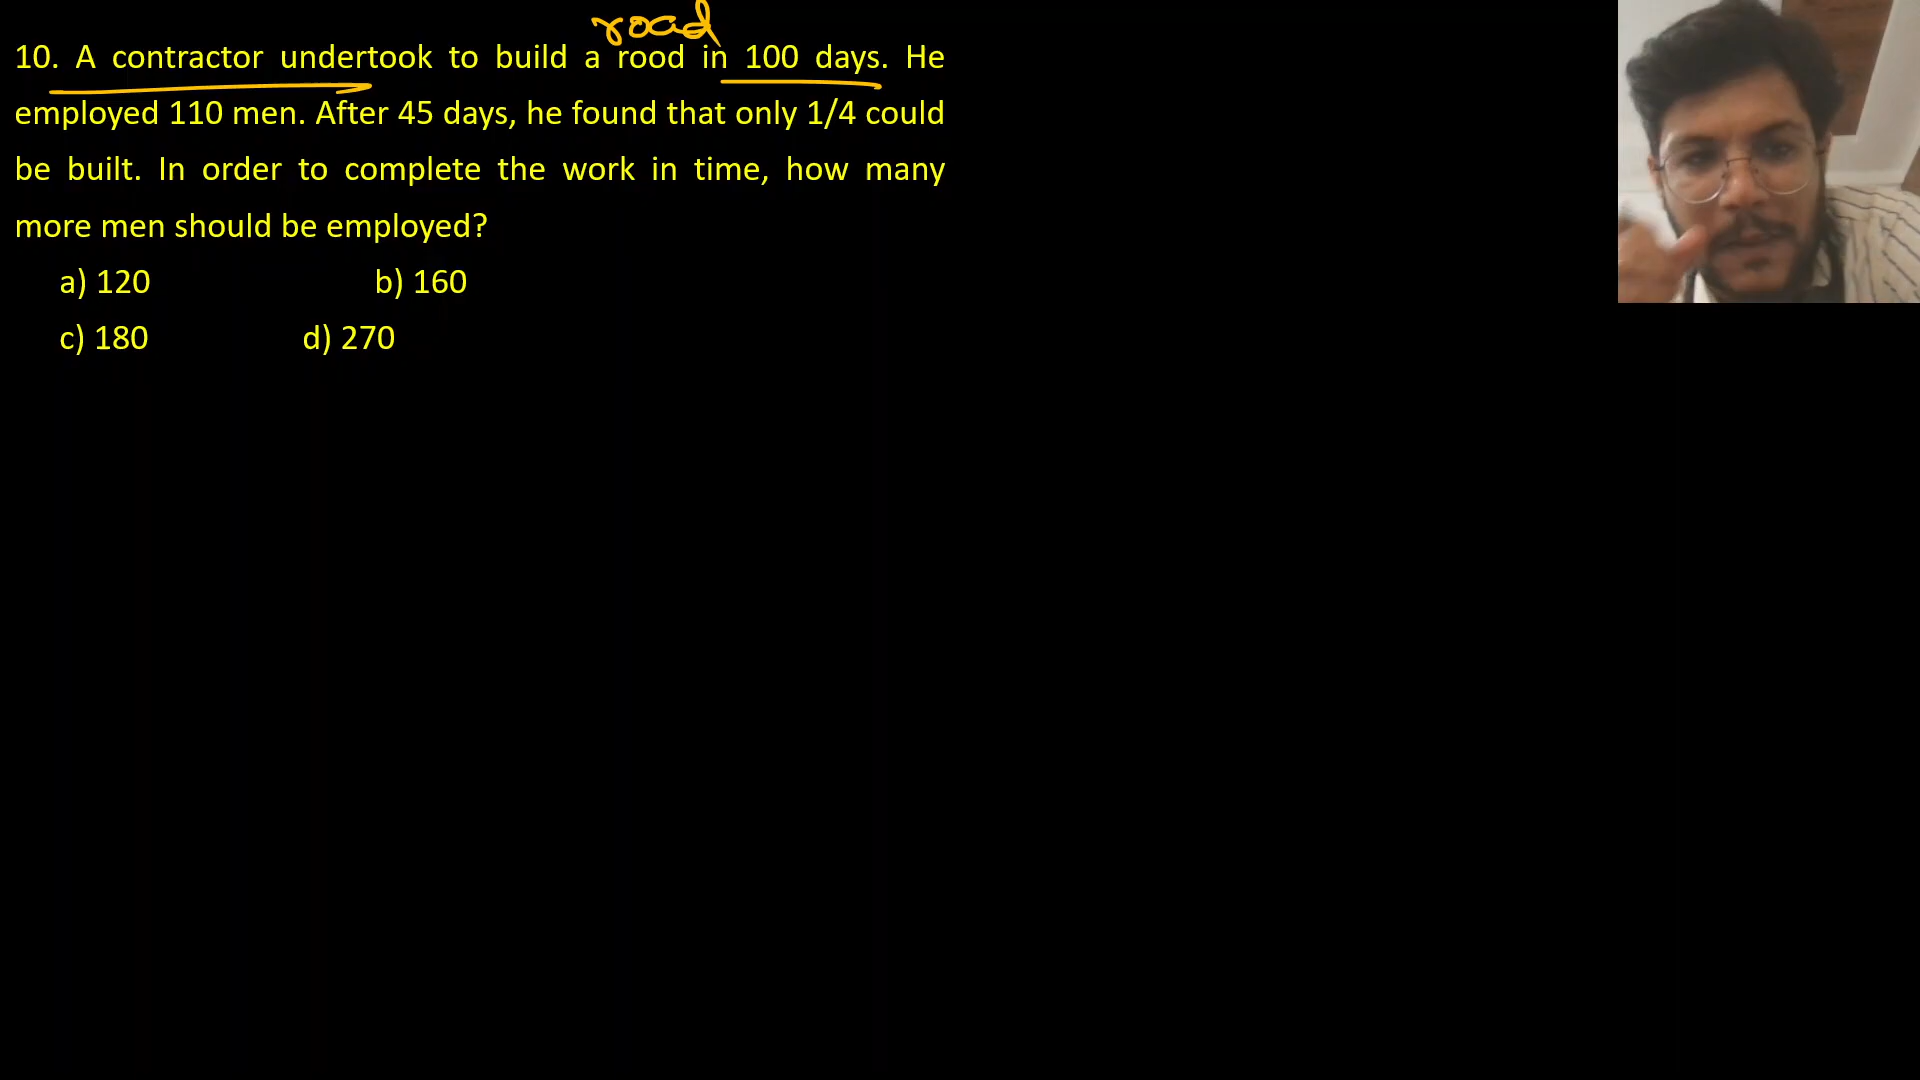 road
10. A contractor undertook to build a rood in 100 days. He
employed 110 men. After 45 days, he found that only 1/4 could
be built. In order to complete the work in time, how many
more men should be employed?
a) 120 b) 160
c) 180 d) 270